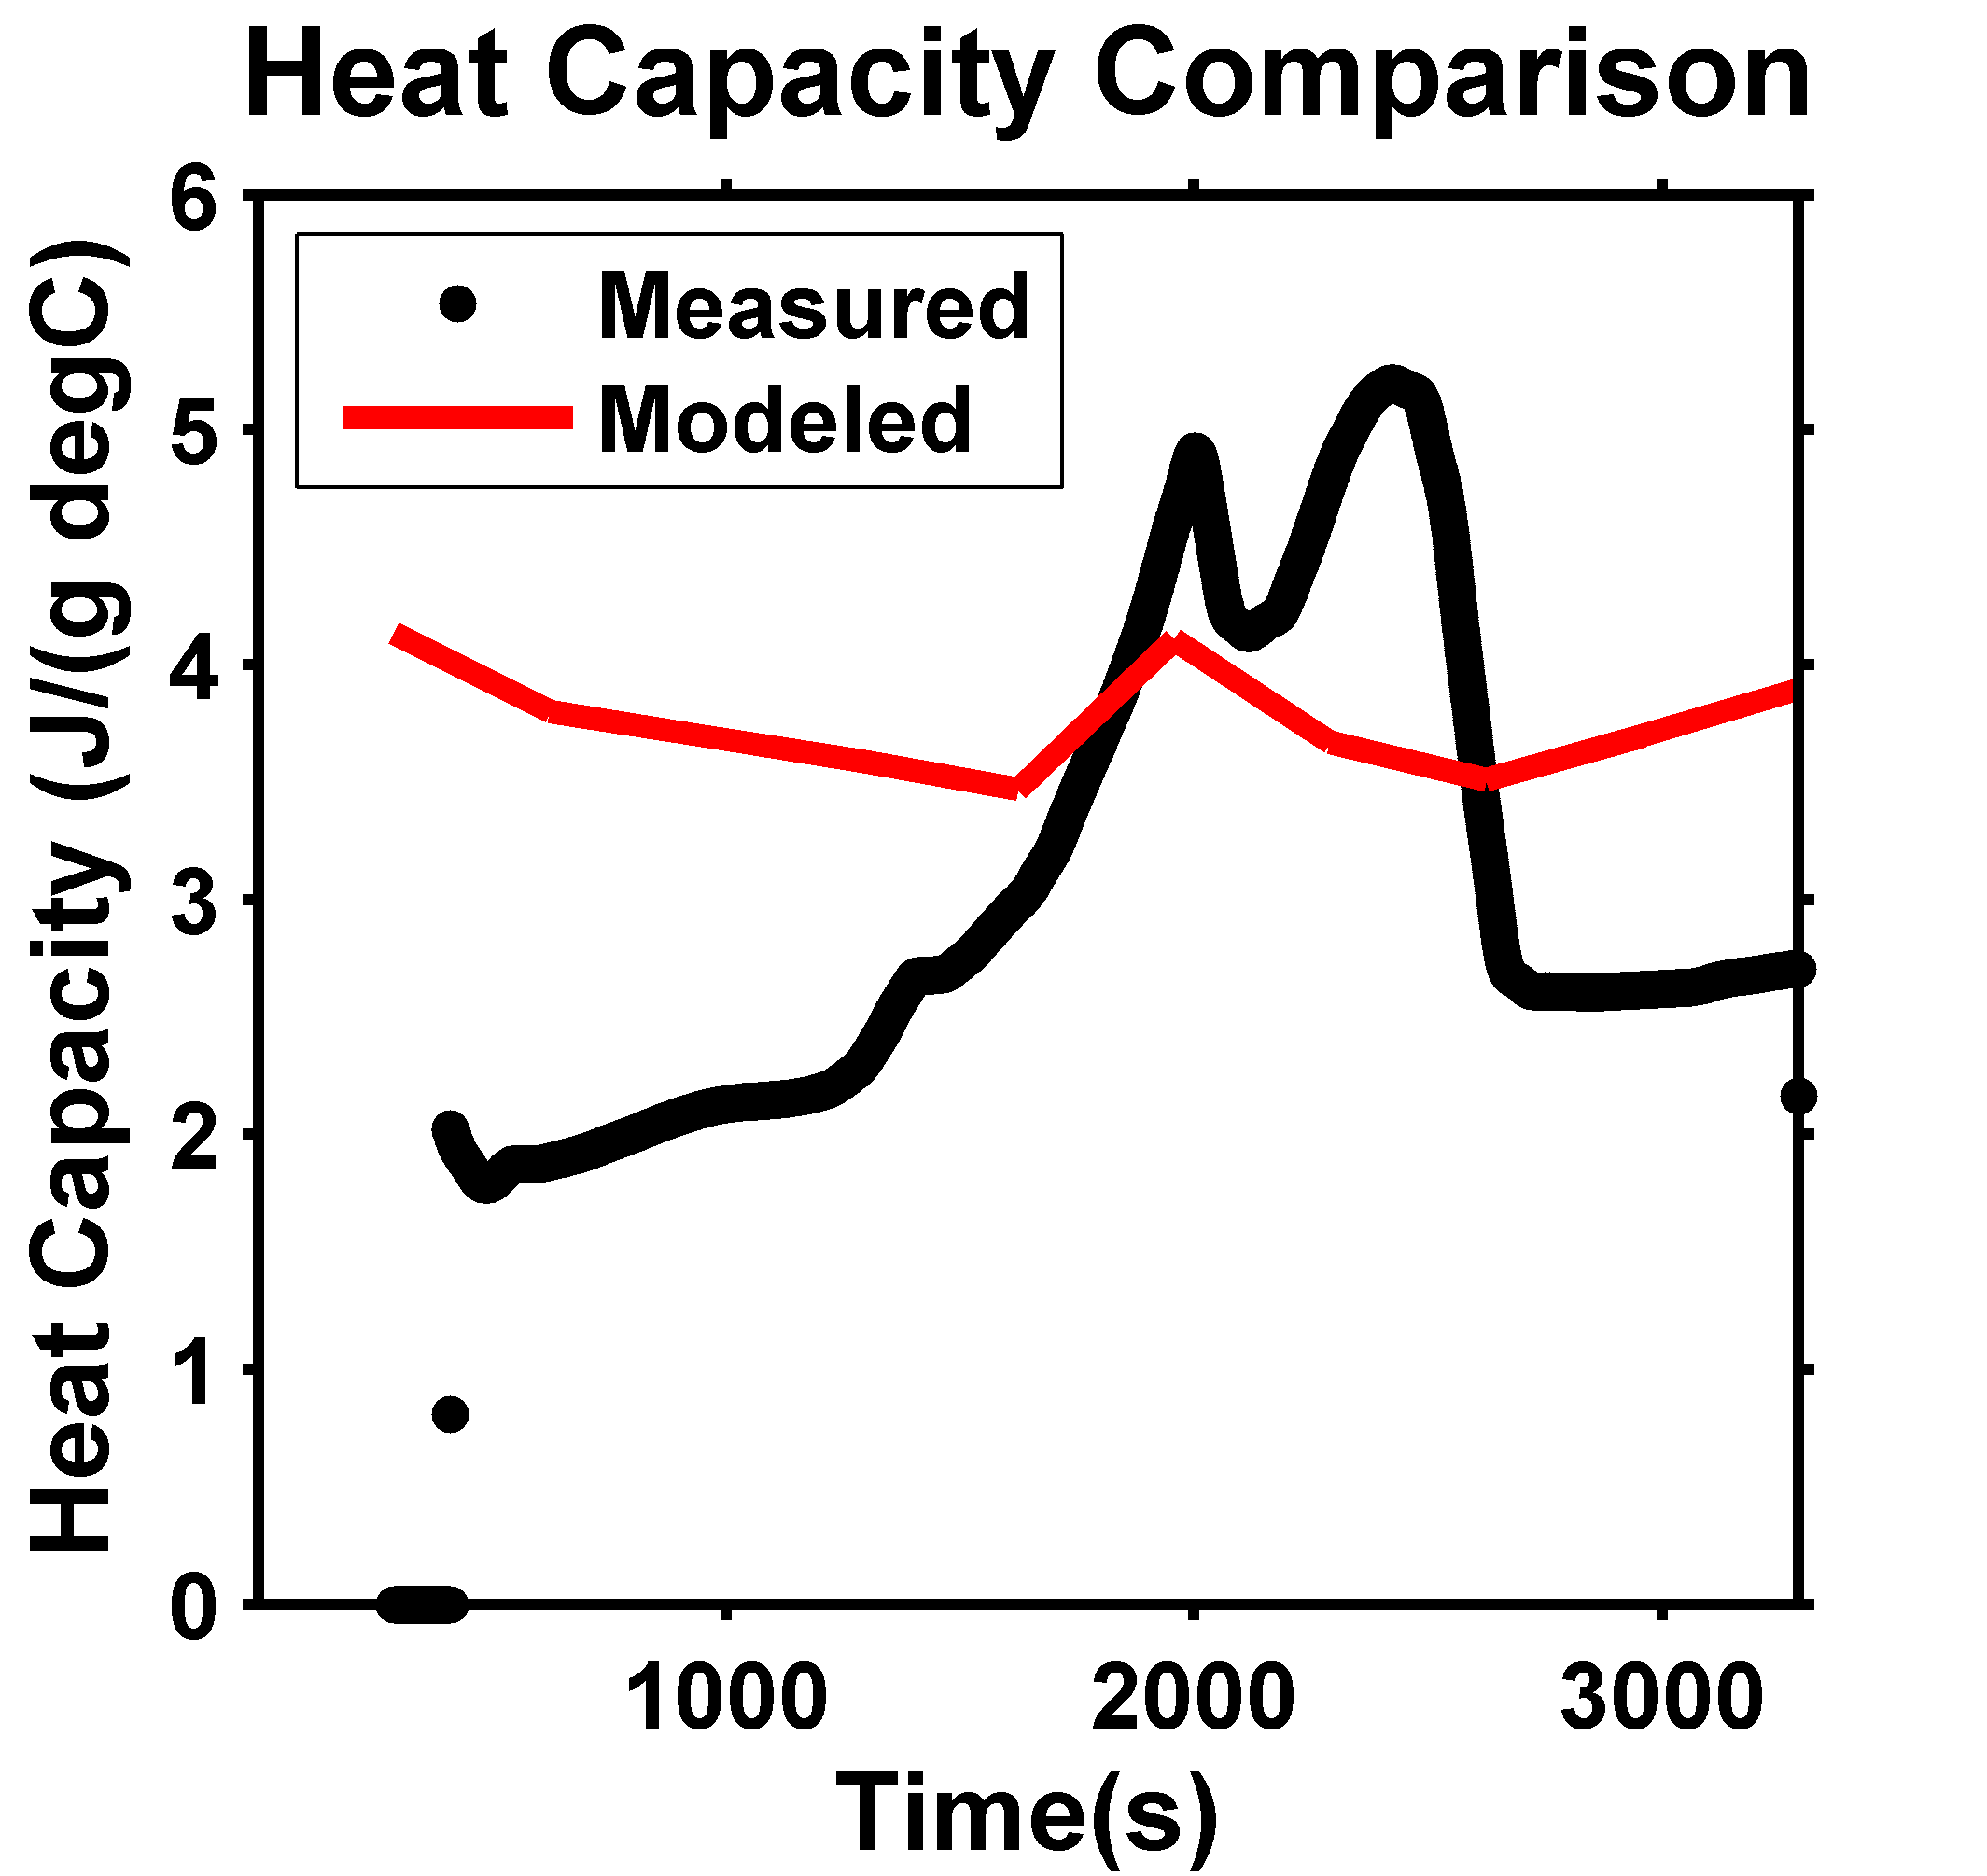 Heat Capacity Comparison
Heat Capacity (J/(g degC)
6
5
4
3
2
1
0
Measured
Modeled
1000 2000 3000
Time(s)